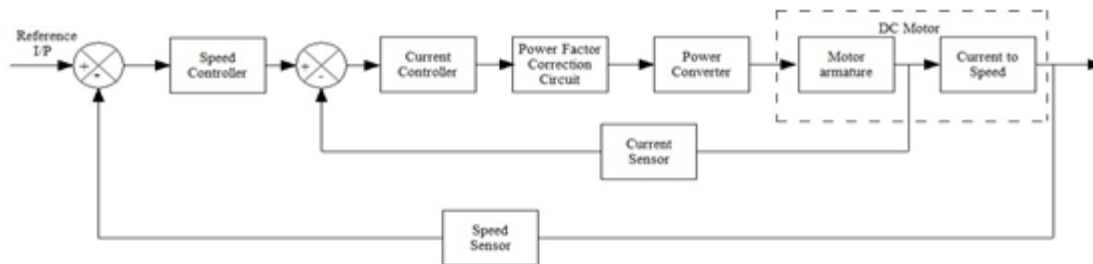 Reference
I/P
+
-
Speed
Controller
+
-
Current
Controller
Power Factor
Correction
Circuit
Power
Converter
DC Motor
Motor
armature
Current to
Speed
Current
Sensor
Speed
Sensor